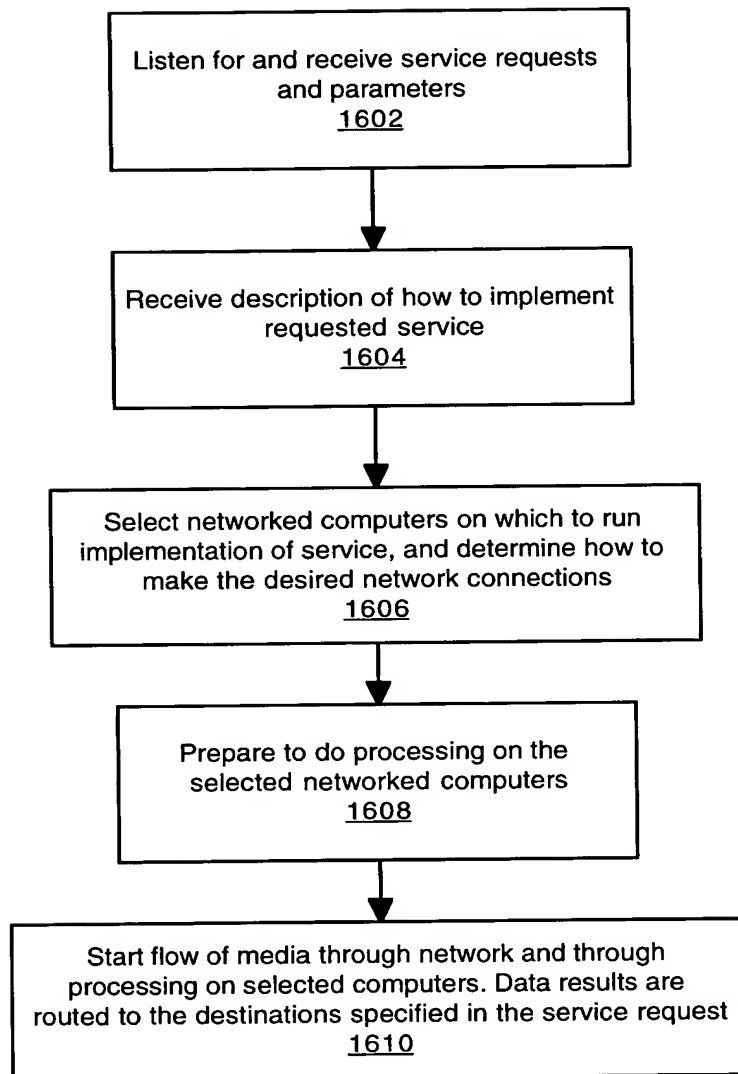 Listen for and receive service requests
and parameters
1602
Receive description of how to implement
requested service
1604
Select networked computers on which to run
implementation of service, and determine how to
make the desired network connections
1606
Prepare to do processing on the
selected networked computers
1608
Start flow of media through network and through
processing on selected computers. Data results are
routed to the destinations specified in the service request
1610